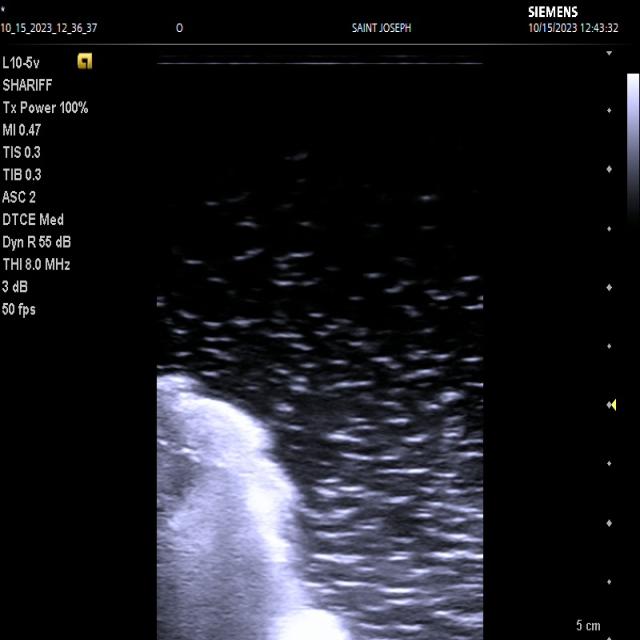 *
SIEMENS
10_15_2023_12_36_37 O SAINT JOSEPH 10/15/2023 12:43:32
L10-5v
SHARIFF
Tx Power 100%
MI 0.47
TIS 0.3
TIB 0.3
ASC 2
DTCE Med
Dyn R 55 dB
THI 8.0 MHz
3 dB
50 fps
5 cm